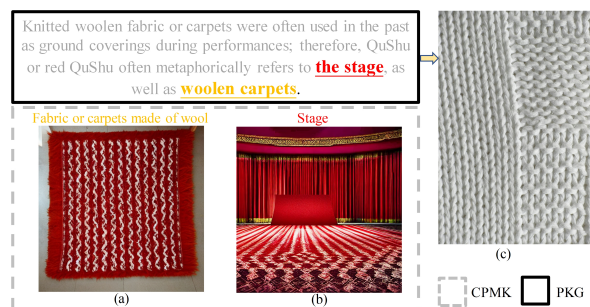 Knitted woolen fabric or carpets were often used in the past
as ground coverings during performances; therefore, QuShu
or red QuShu often metaphorically refers to the stage, as
well as woolen carpets.
Fabric or carpets made of wool
Stage
(a)
(b)
(c)
CPMK
PKG